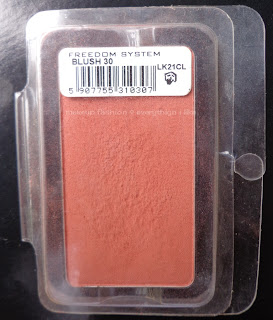 FREEDOM SYSTEM
BLUSH 30
LK21CL
5 907755 310307